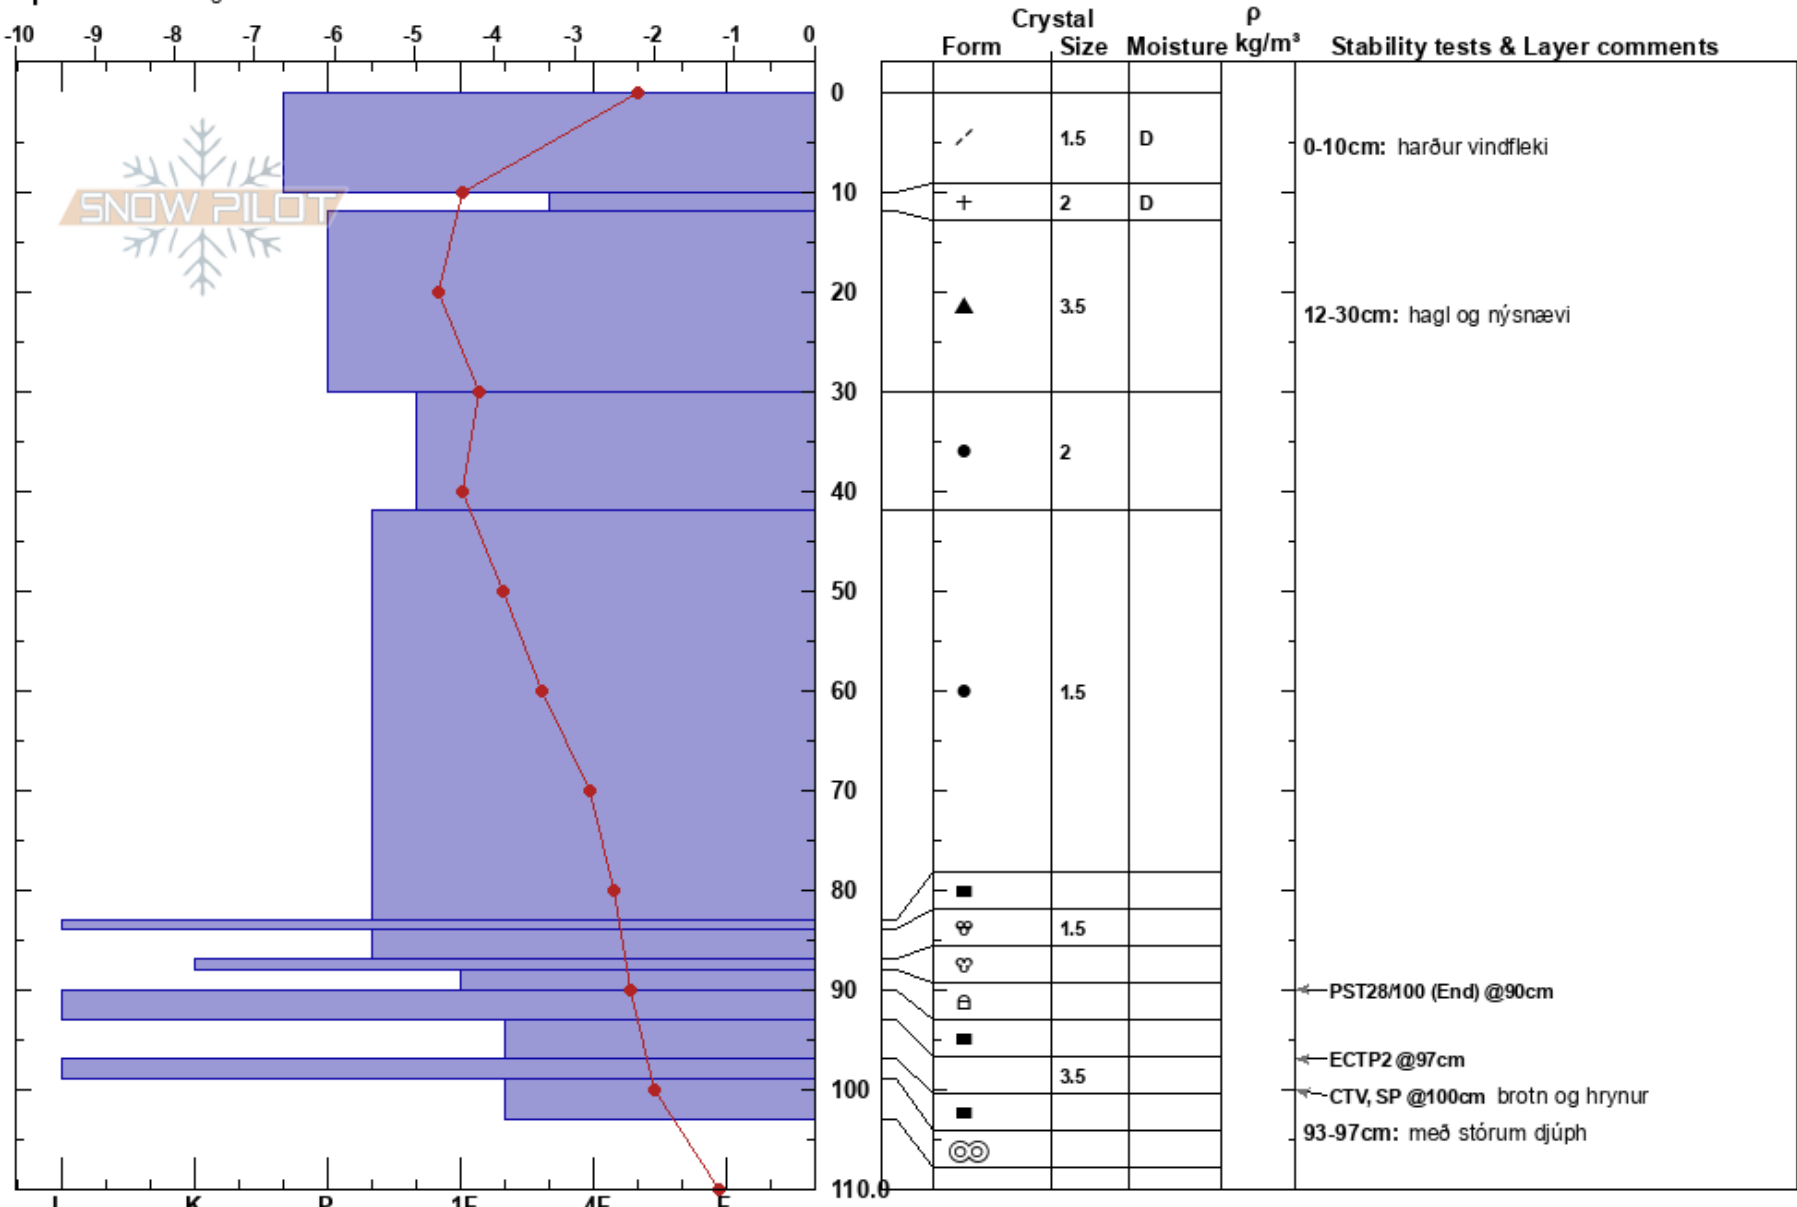 Crystal ρ
-10 -9 -8 -7 -6 -5 -4 -3 -2 -1 0
Form Size Moisture kg/m³ Stability tests & Layer comments
0
1.5 D
0-10cm: harður vindfleki
10
+ 2 D
SNOW PILOT
20
3.5
12-30cm: hagl og nýsnævi
30
2
40
50
60
1.5
70
80
1.5
90
PST28/100 (End) @90cm
ECTP2 @97cm
3.5
100
CTV, SP @100cm brotn og hrynur
93-97cm: með stórum djúph
110.0
I K P 1F 4F F